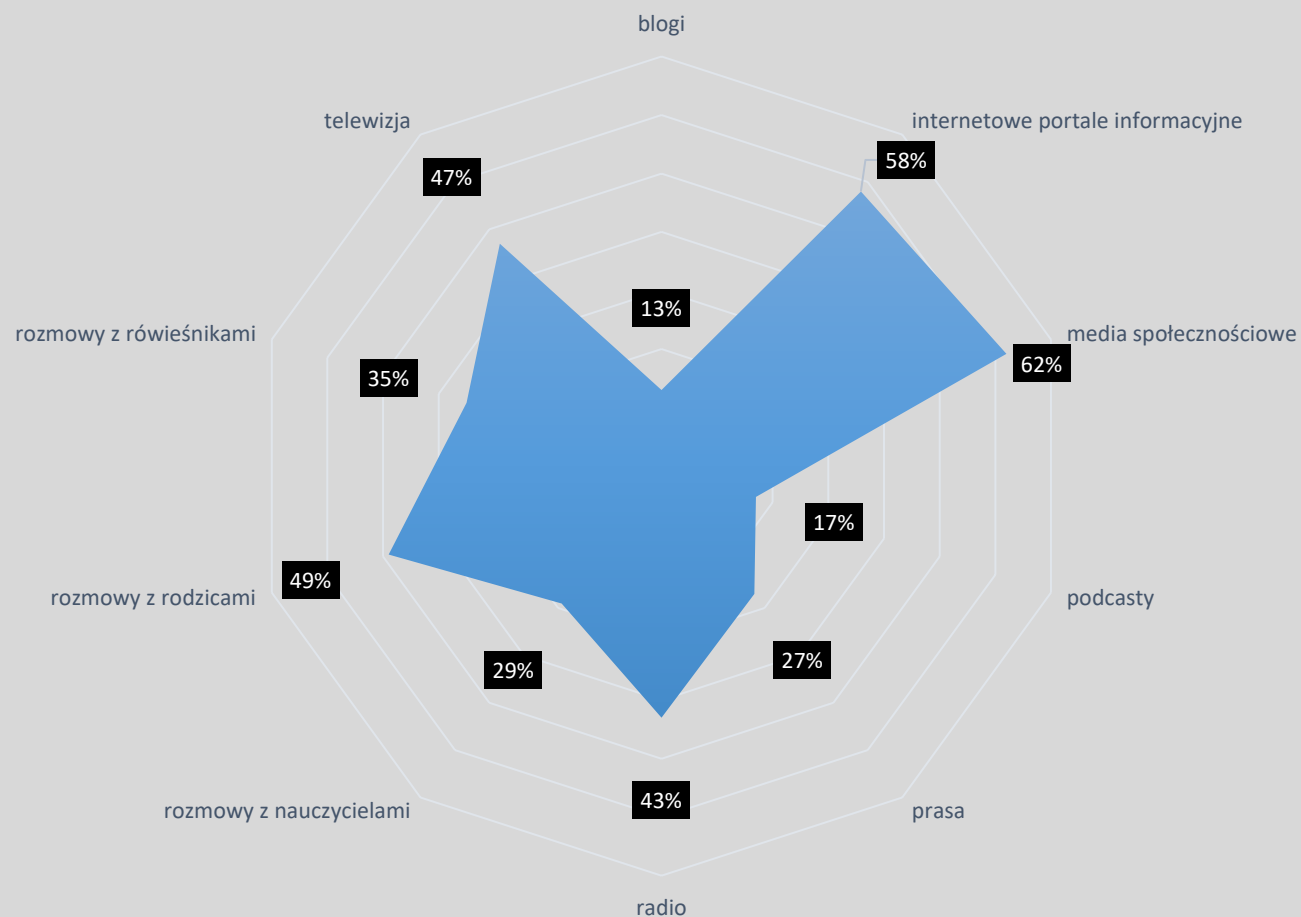 blogi
telewizja
internetowe portale informacyjne
58%
47%
13%
rozmowy z rówieśnikami
media społecznościowe
62%
35%
17%
49%
rozmowy z rodzicami
podcasty
27%
29%
43%
rozmowy z nauczycielami
prasa
radio